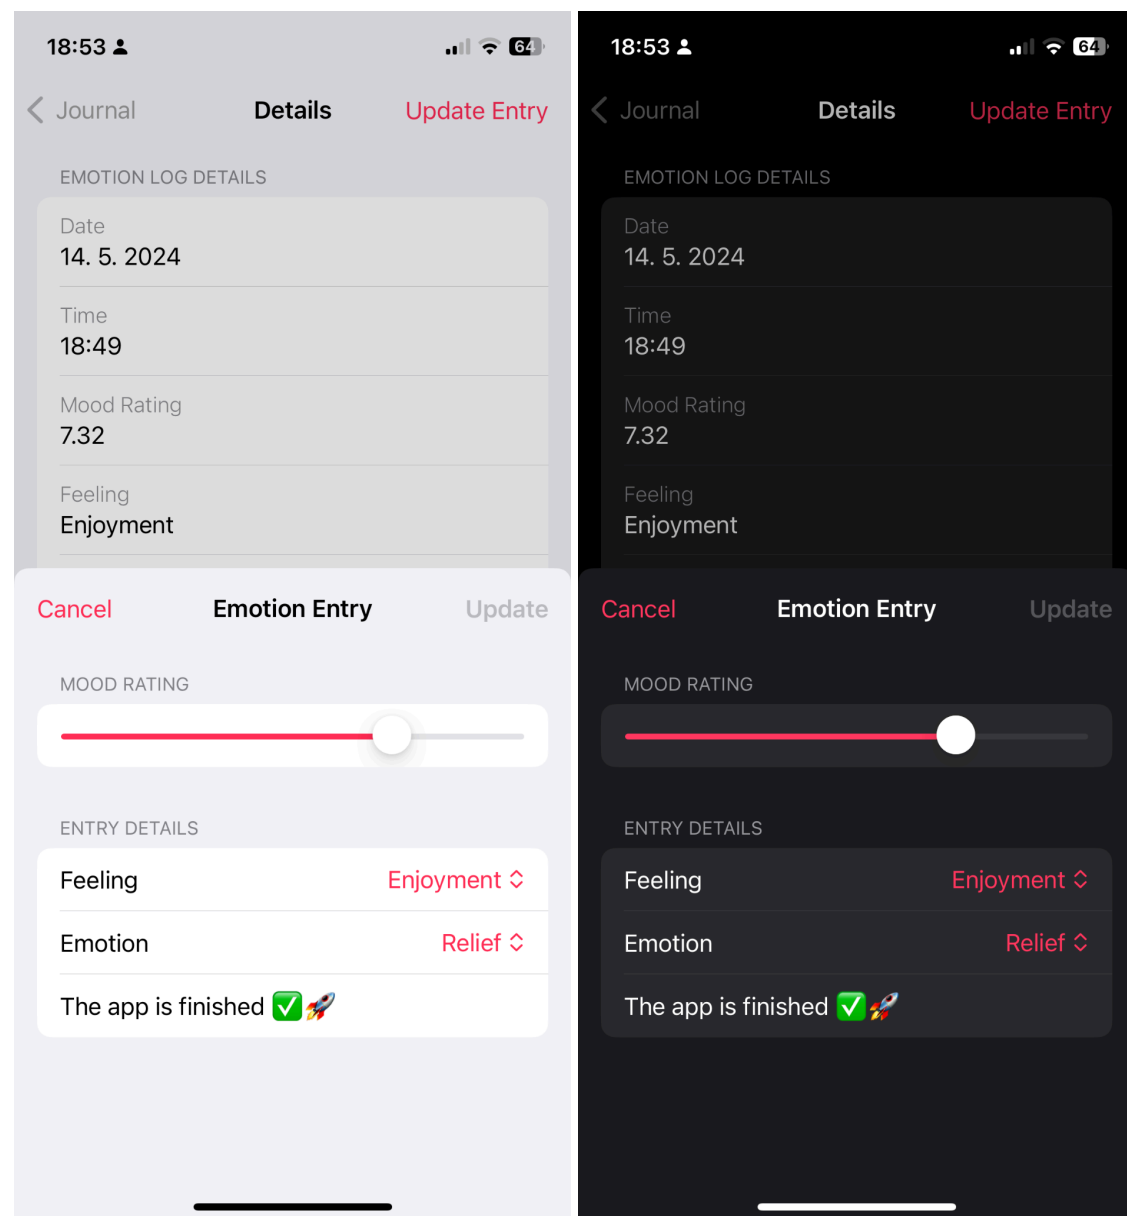 18:53
64
Journal
Details
Update Entry
EMOTION LOG DETAILS
Date
14. 5. 2024
Time
18:49
Mood Rating
7.32
Feeling
Enjoyment
Cancel
Emotion Entry
Update
MOOD RATING
ENTRY DETAILS
Feeling
Enjoyment
Emotion
Relief
The app is finished ✅🚀
18:53
64
Journal
Details
Update Entry
EMOTION LOG DETAILS
Date
14. 5. 2024
Time
18:49
Mood Rating
7.32
Feeling
Enjoyment
Cancel
Emotion Entry
Update
MOOD RATING
ENTRY DETAILS
Feeling
Enjoyment
Emotion
Relief
The app is finished ✅🚀